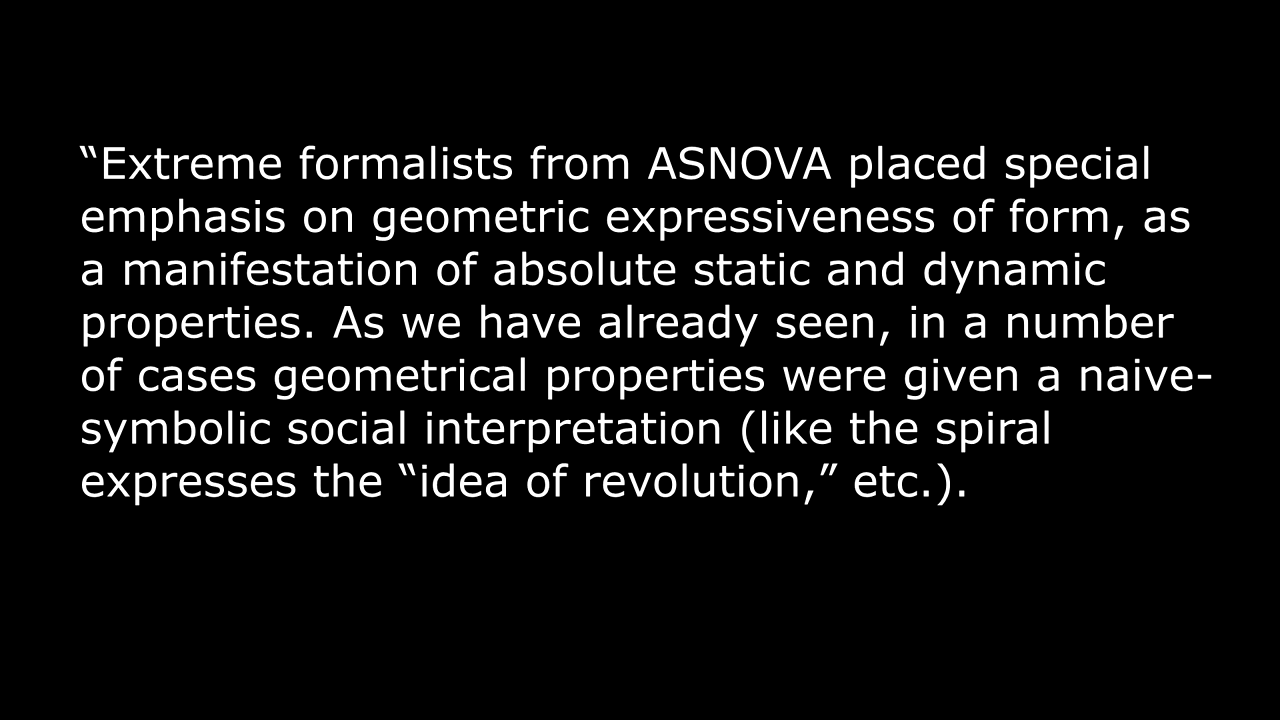 “Extreme formalists from ASNOVA placed special
emphasis on geometric expressiveness of form, as
a manifestation of absolute static and dynamic
properties. As we have already seen, in a number
of cases geometrical properties were given a naive-
symbolic social interpretation (like the spiral
expresses the “idea of revolution,” etc.).